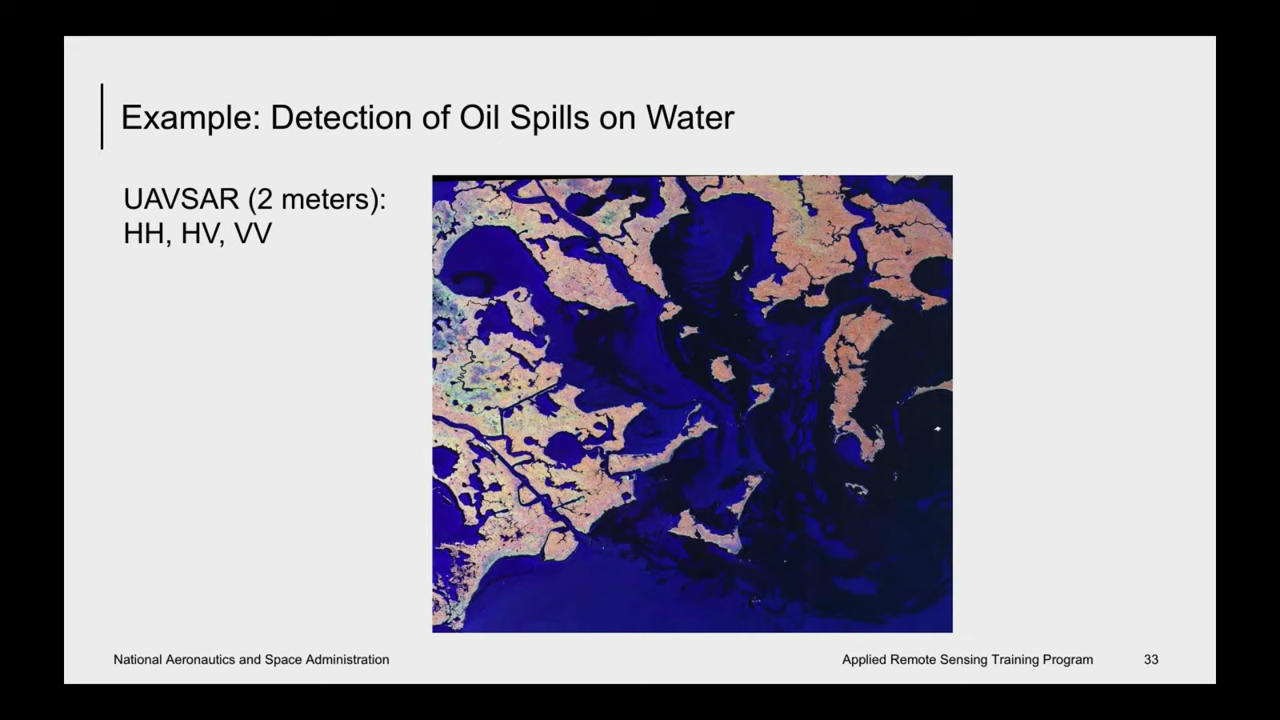 Example: Detection of Oil Spills on Water
UAVSAR (2 meters):
HH, HV, VV
National Aeronautics and Space Administration
Applied Remote Sensing Training Program
33